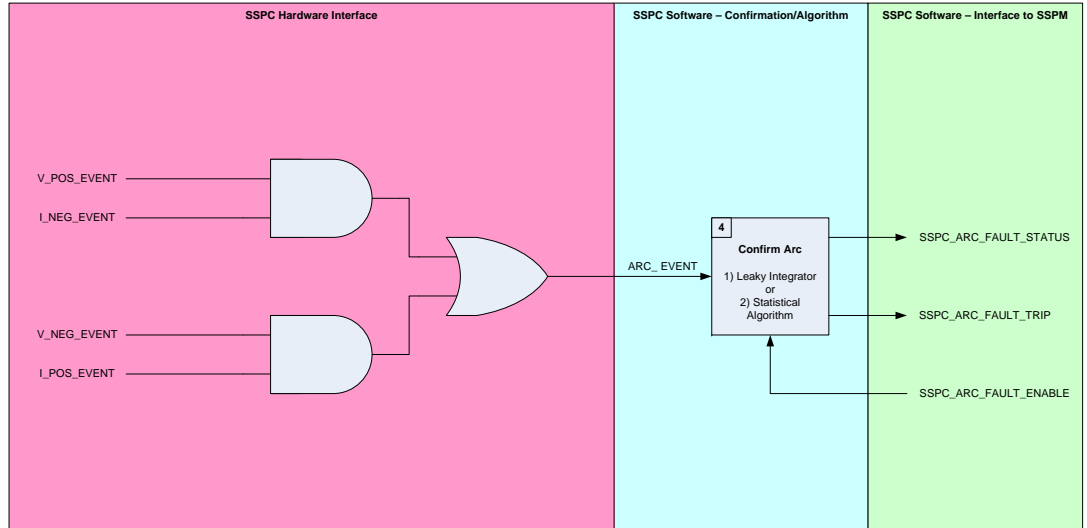 SSPC Hardware Interface
SSPC Software – Confirmation/Algorithm
SSPC Software – Interface to SSPM
V_POS_EVENT
I_NEG_EVENT
V_NEG_EVENT
I_POS_EVENT
ARC_ EVENT
4
Confirm Arc
1) Leaky Integrator
or
2) Statistical
Algorithm
SSPC_ARC_FAULT_STATUS
SSPC_ARC_FAULT_TRIP
SSPC_ARC_FAULT_ENABLE